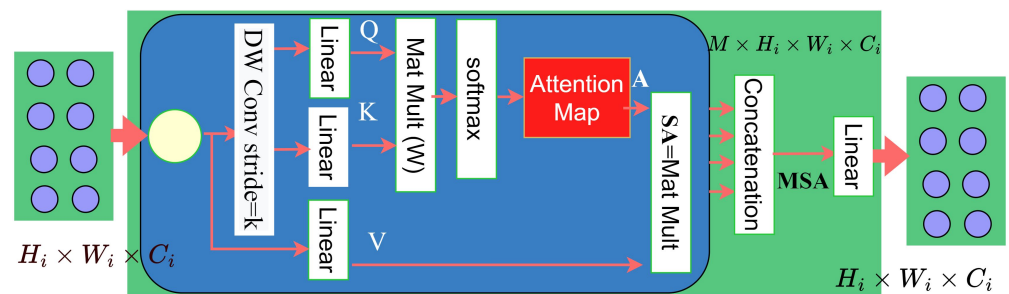 H_i × W_i × C_i
DW Conv stride=k
Linear
Q
Linear
K
Linear
V
Mat Mult (W)
softmax
Attention
Map
A
SA=Mat Mult
M × H_i × W_i × C_i
Concatenation
MSA
Linear
H_i × W_i × C_i